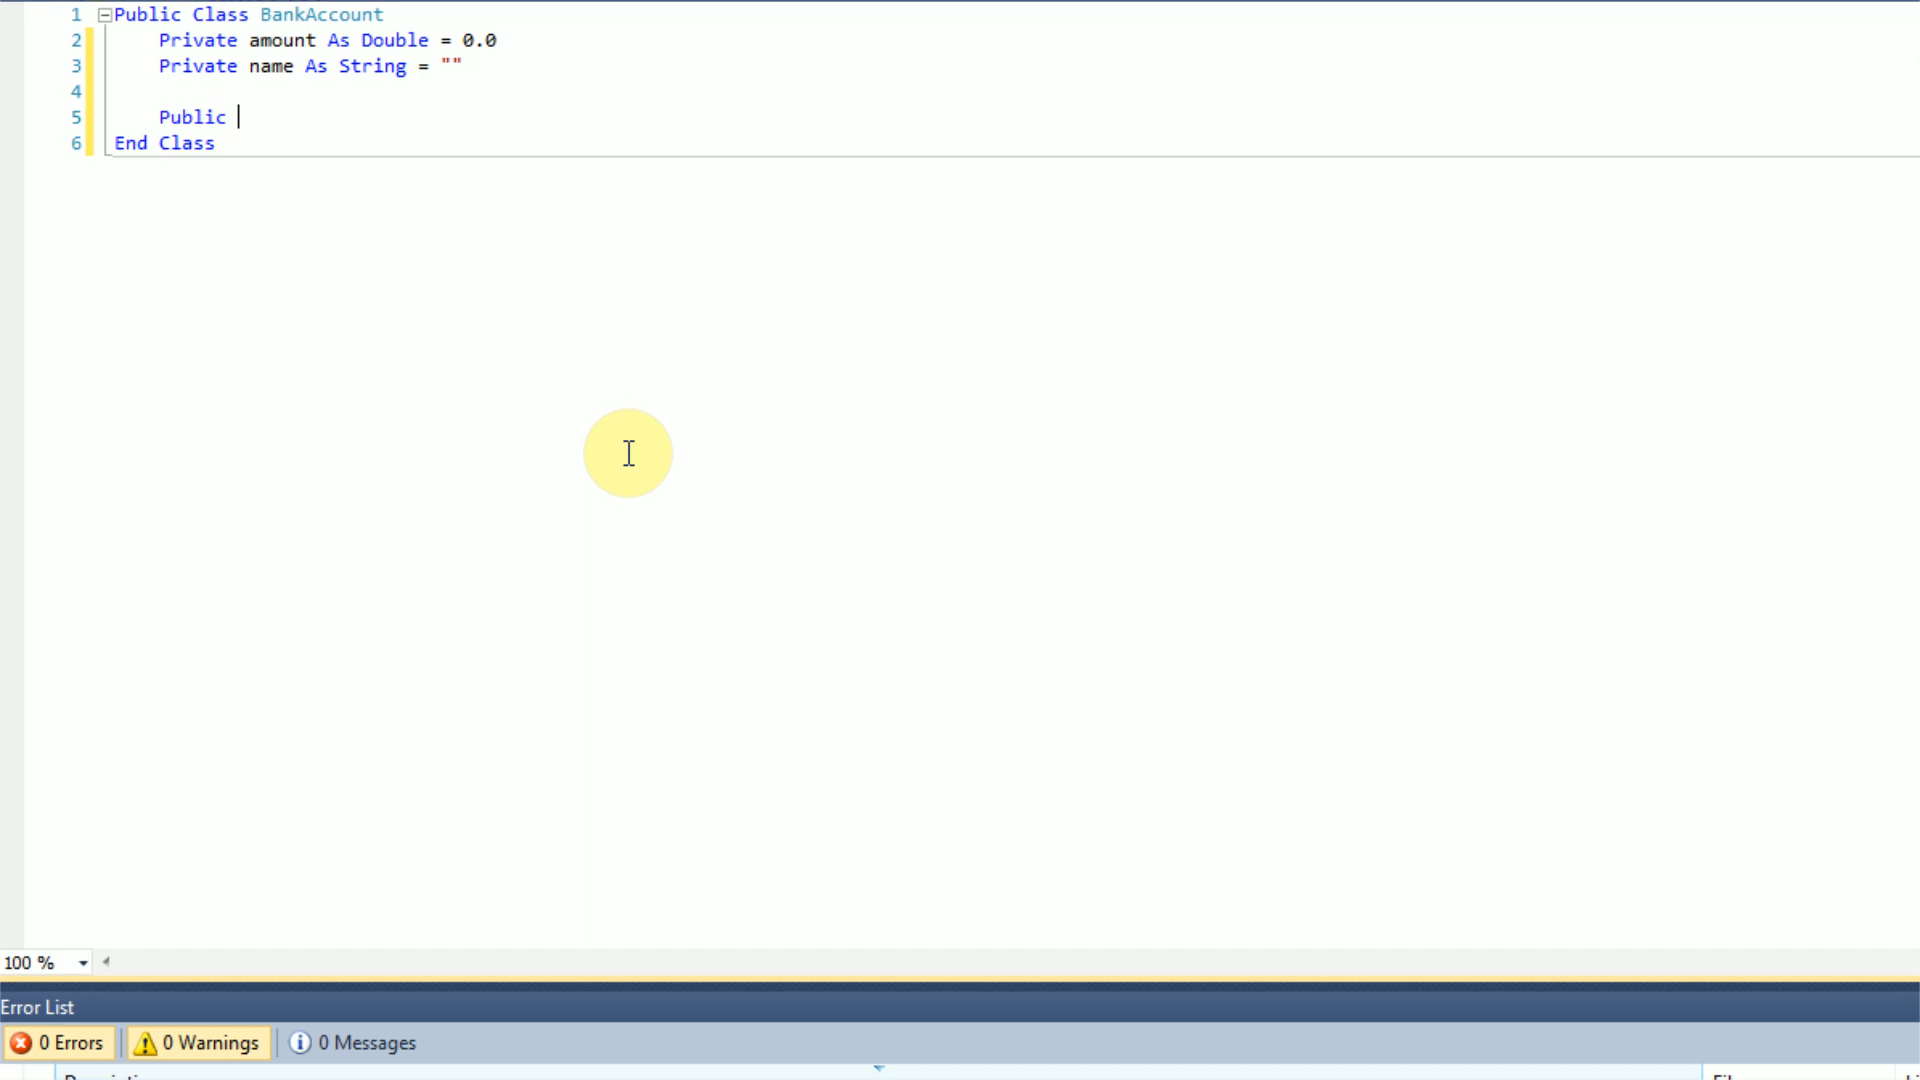 1 Public Class BankAccount
2 Private amount As Double = 0.0
3 Private name As String = ""
4
5 Public
6 End Class
100 %
Error List
0 Errors 0 Warnings 0 Messages